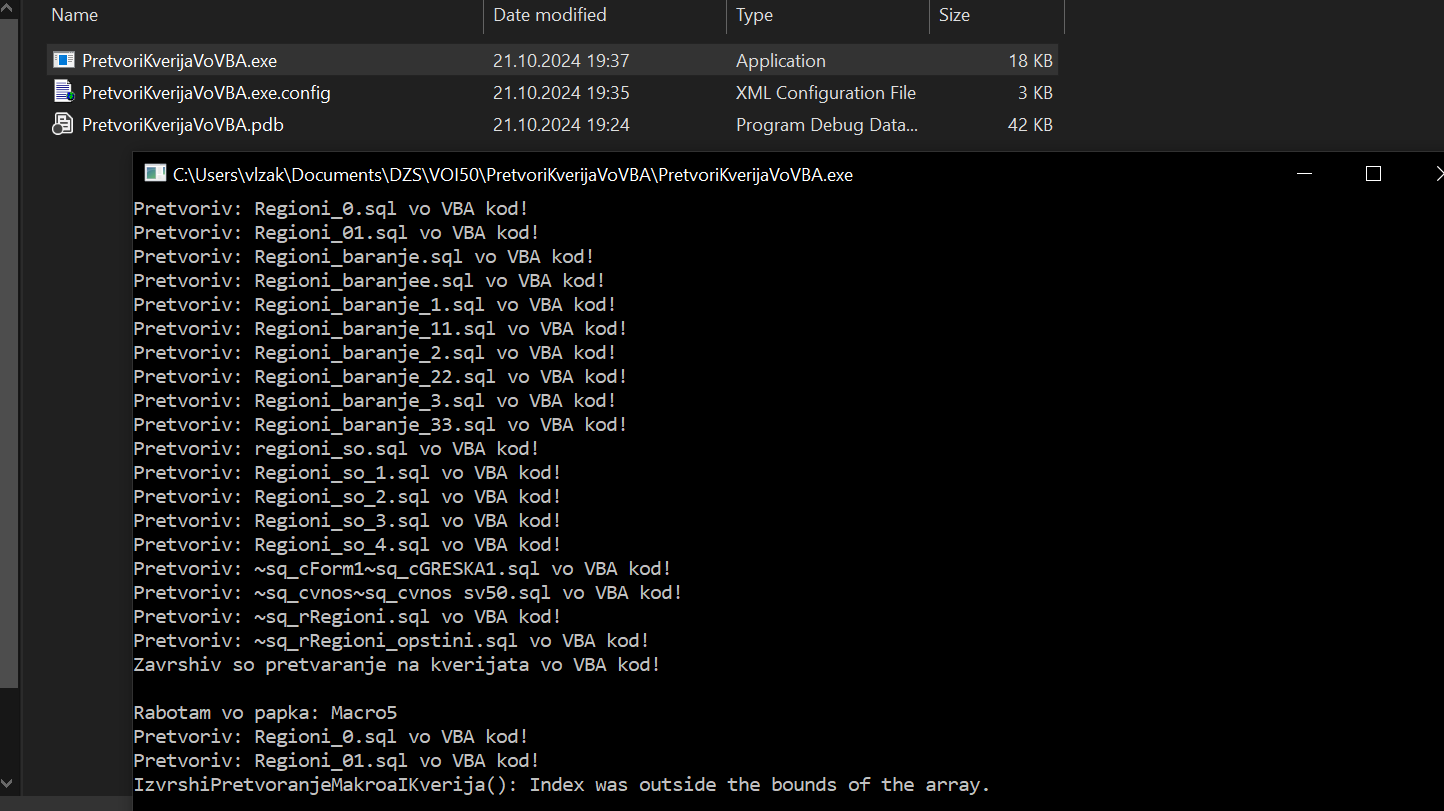 Name Date modified Type Size
PretvoriKverijaVoVBA.exe 21.10.2024 19:37 Application 18 KB
PretvoriKverijaVoVBA.exe.config 21.10.2024 19:35 XML Configuration File 3 KB
PretvoriKverijaVoVBA.pdb 21.10.2024 19:24 Program Debug Data... 42 KB
C:\Users\vlzak\Documents\DZS\VOI50\PretvoriKverijaVoVBA\PretvoriKverijaVoVBA.exe
Pretvoriv: Regioni_0.sql vo VBA kod!
Pretvoriv: Regioni_01.sql vo VBA kod!
Pretvoriv: Regioni_baranje.sql vo VBA kod!
Pretvoriv: Regioni_baranjee.sql vo VBA kod!
Pretvoriv: Regioni_baranje_1.sql vo VBA kod!
Pretvoriv: Regioni_baranje_11.sql vo VBA kod!
Pretvoriv: Regioni_baranje_2.sql vo VBA kod!
Pretvoriv: Regioni_baranje_22.sql vo VBA kod!
Pretvoriv: Regioni_baranje_3.sql vo VBA kod!
Pretvoriv: Regioni_baranje_33.sql vo VBA kod!
Pretvoriv: regioni_so.sql vo VBA kod!
Pretvoriv: Regioni_so_1.sql vo VBA kod!
Pretvoriv: Regioni_so_2.sql vo VBA kod!
Pretvoriv: Regioni_so_3.sql vo VBA kod!
Pretvoriv: Regioni_so_4.sql vo VBA kod!
Pretvoriv: ~sq_cForm1~sq_cGRESKA1.sql vo VBA kod!
Pretvoriv: ~sq_cvnos~sq_cvnos sv50.sql vo VBA kod!
Pretvoriv: ~sq_rRegioni.sql vo VBA kod!
Pretvoriv: ~sq_rRegioni_opstini.sql vo VBA kod!
Zavrshiv so pretvaranje na kverijata vo VBA kod!
Rabotam vo papka: Macro5
Pretvoriv: Regioni_0.sql vo VBA kod!
Pretvoriv: Regioni_01.sql vo VBA kod!
IzvrshiPretvoranjeMakroaIKverija(): Index was outside the bounds of the array.